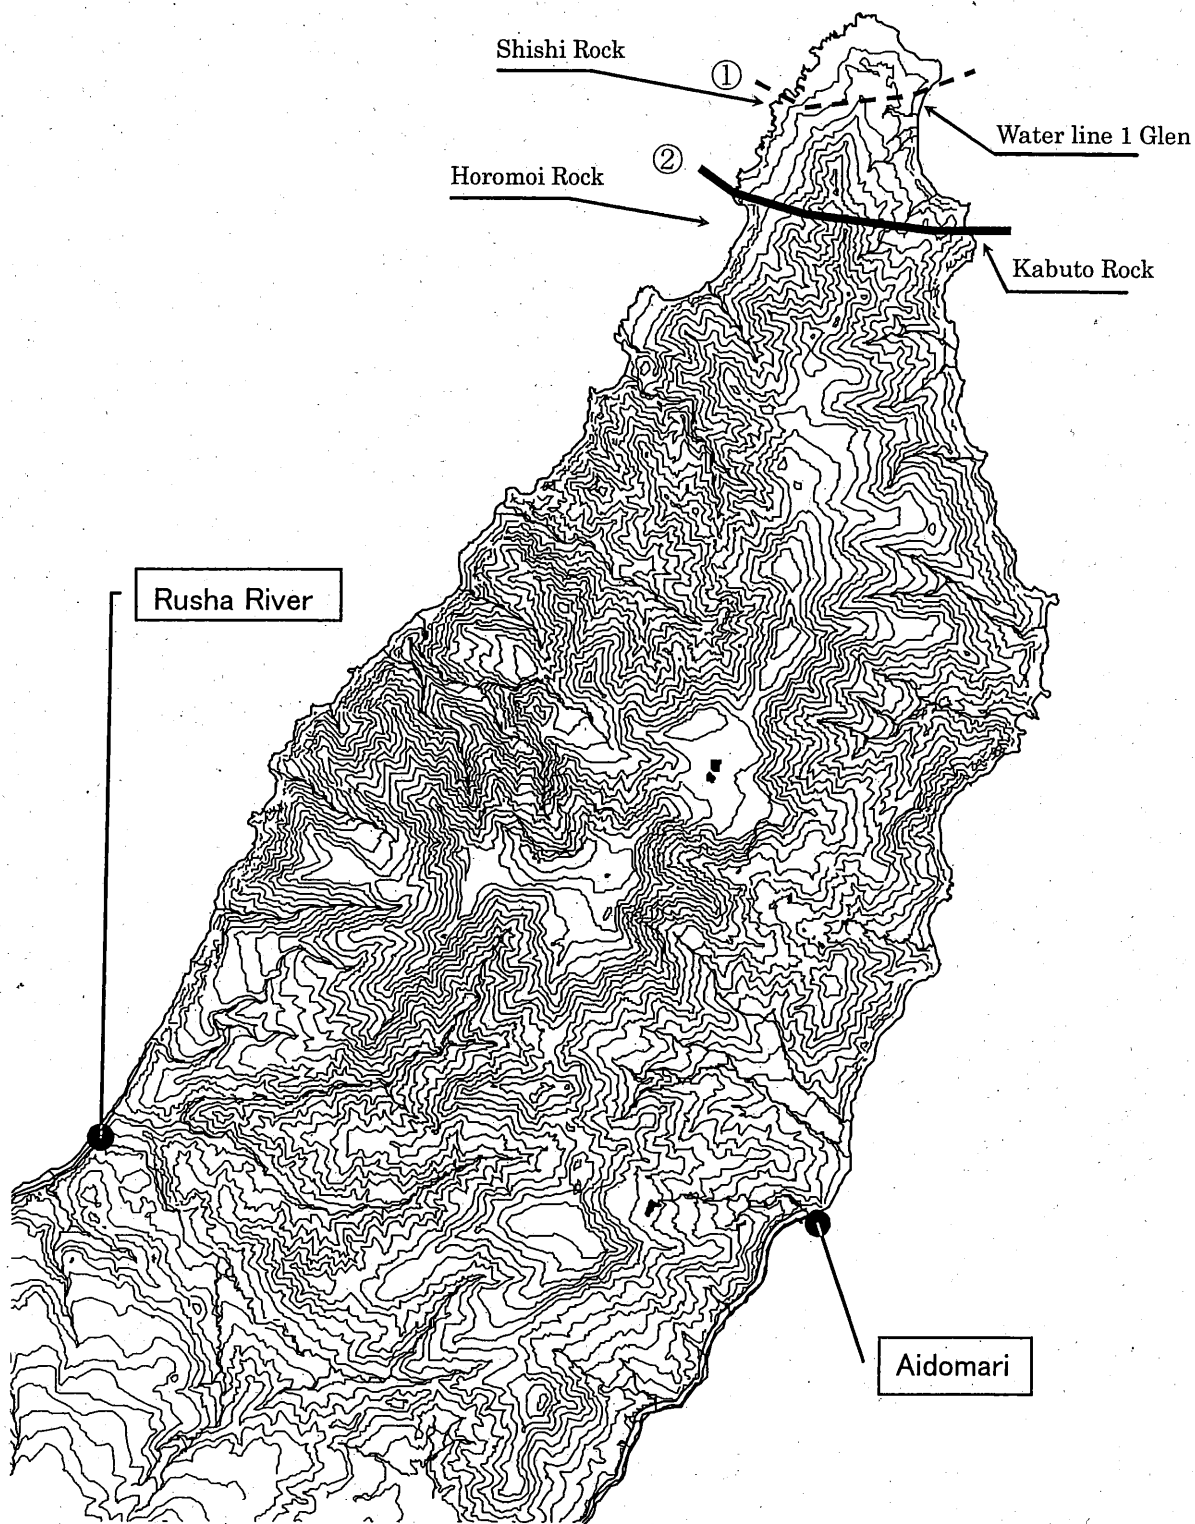 Shishi Rock
①
Water line 1 Glen
②
Horomoi Rock
Kabuto Rock
Rusha River
Aidomari